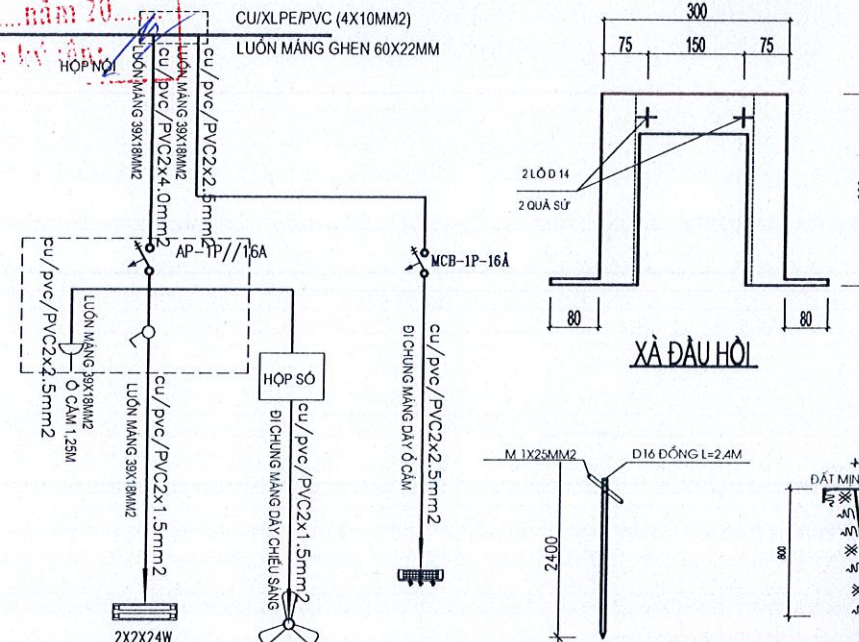 năm 20
CU/XLPE/PVC (4X10MM2)
LUỒN MÁNG GHEN 60X22MM
HỘP NỐI
LUỒN MÁNG 39X18MM2
cu/pvc/PVC2x4.0mm2
LUỒN MÁNG 39X18MM2
cu/pvc/PVC2x2.5mm2
AP-1P//16A
MCB-1P-16A
cu/pvc/PVC2x2.5mm2
LUỒN MÁNG 39X18MM2
Ổ CẮM 1,25M
HỘP SỐ
cu/pvc/PVC2x1.5mm2
LUỒN MÁNG 39X18MM2
cu/pvc/PVC2x1.5mm2
ĐI CHUNG MÁNG DÂY CHIẾU SÁNG
cu/pvc/PVC2x2.5mm2
ĐI CHUNG MÁNG DÂY Ổ CẮM
2X2X24W
300
75
150
75
2 LỖ D 14
2 QUẢ SỨ
80
80
XÀ ĐẦU HỒI
M 1X25MM2
D16 ĐỒNG L=2,4M
2400
ĐẤT MỊN
800